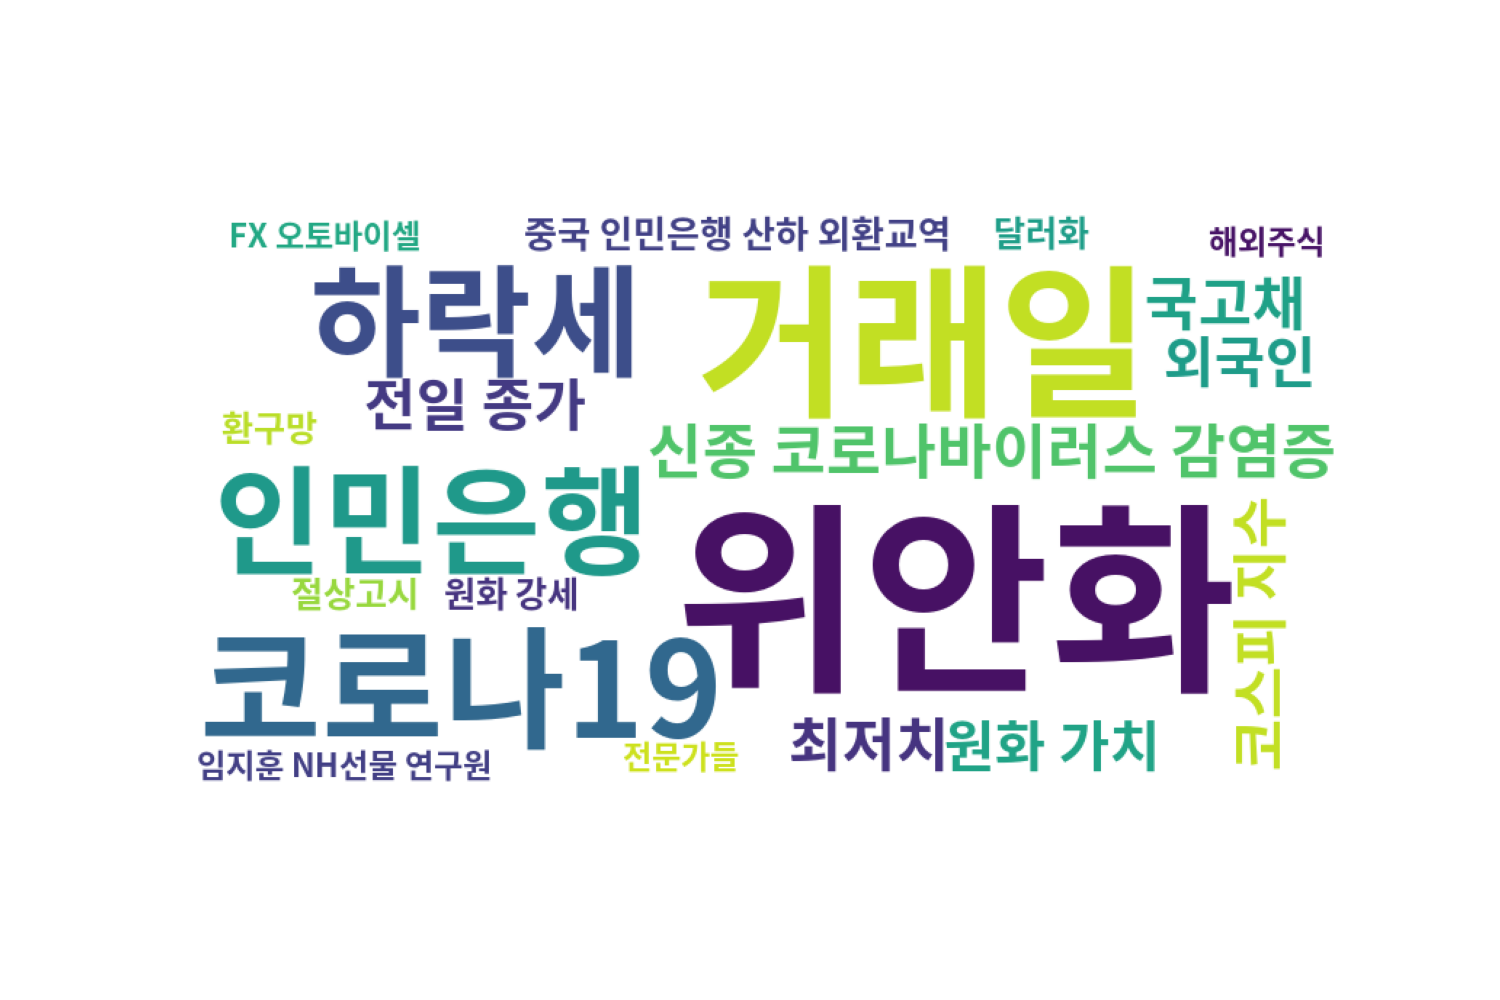 FX 오토바이셀
중국 인민은행 산하 외환교역
달러화
해외주식
하락세
거래일
국고채
외국인
전일 종가
환구망
신종 코로나바이러스 감염증
인민은행
위안화
코스피 지수
절상고시
원화 강세
코로나19
최저치
원화 가치
임지훈 NH선물 연구원
전문가들